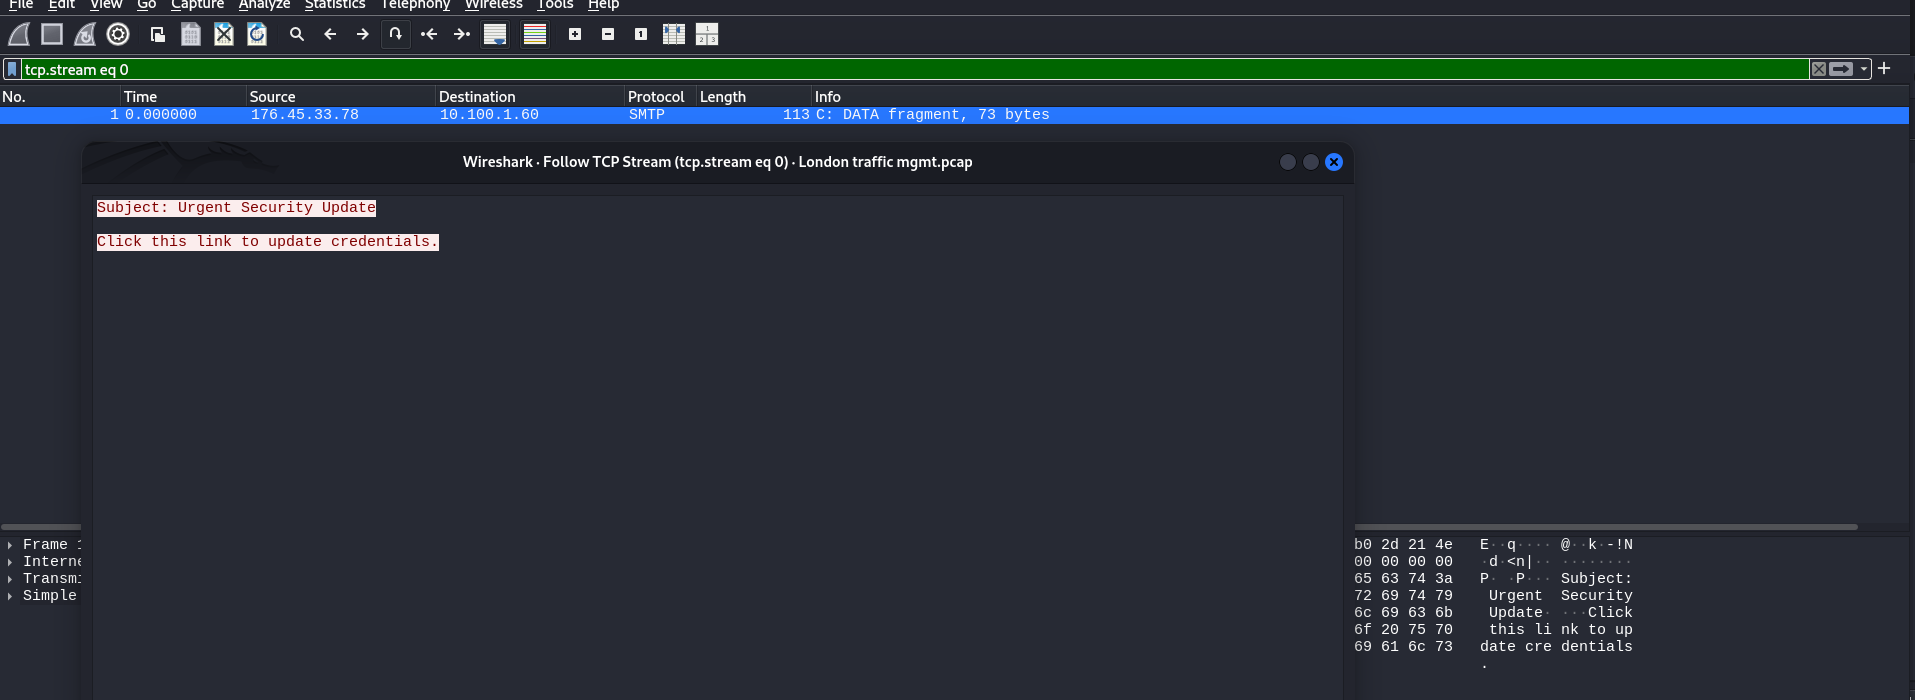 File Edit View Go Capture Analyze Statistics Telephony Wireless Tools Help
tcp.stream eq 0
No. Time Source Destination Protocol Length Info
1 0.000000 176.45.33.78 10.100.1.60 SMTP 113 C: DATA fragment, 73 bytes
Wireshark · Follow TCP Stream (tcp.stream eq 0) · London traffic mgmt.pcap
Subject: Urgent Security Update
Click this link to update credentials.
Frame 1
Interne
Transmi
Simple
b0 2d 21 4e E··q···· @··k·-!N
00 00 00 00 ·d·<n|·· ········
65 63 74 3a P· ·P··· Subject:
72 69 74 79 Urgent Security
6c 69 63 6b Update· ···Click
6f 20 75 70 this li nk to up
69 61 6c 73 date cre dentials
.